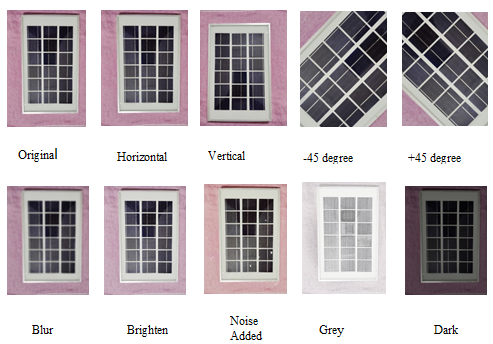 Original
Horizontal
Vertical
-45 degree
+45 degree
Blur
Brighten
Noise
Added
Grey
Dark